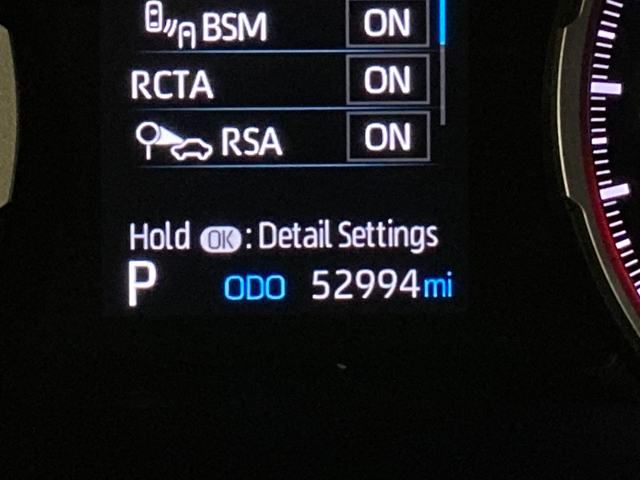 BSM ON
RCTA ON
RSA ON
Hold OK : Detail Settings
P ODO 52994 mi